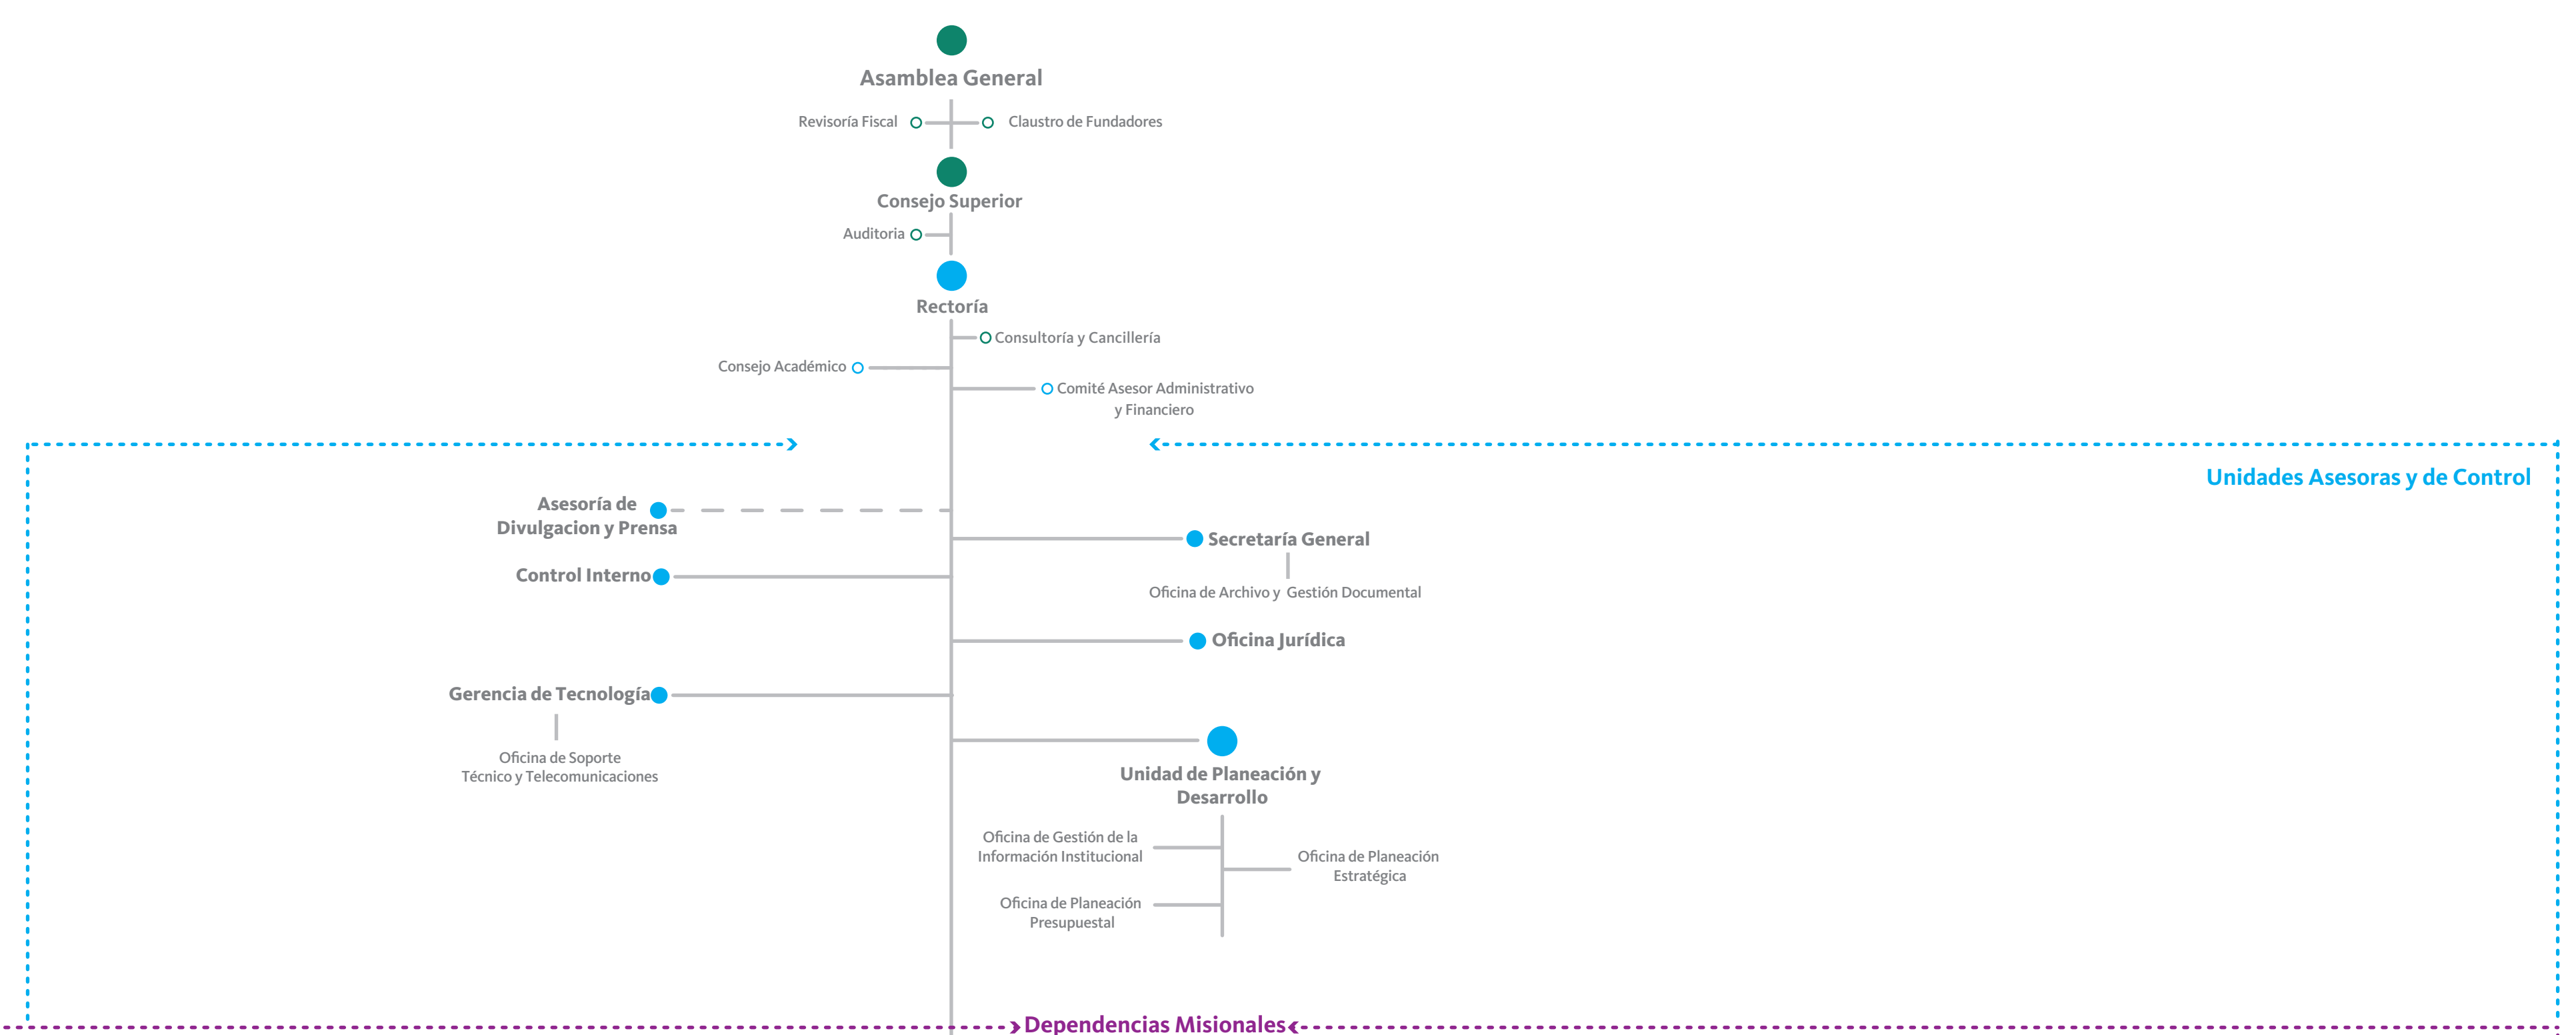 Asamblea General
Revisoría Fiscal
Claustro de Fundadores
Consejo Superior
Auditoria
Rectoría
Consultoría y Cancillería
Consejo Académico
Comité Asesor Administrativo
y Financiero
Unidades Asesoras y de Control
Asesoría de
Divulgacion y Prensa
Secretaría General
Control Interno
Oficina de Archivo y Gestión Documental
Oficina Jurídica
Gerencia de Tecnología
Oficina de Soporte
Técnico y Telecomunicaciones
Unidad de Planeación y
Desarrollo
Oficina de Gestión de la
Información Institucional
Oficina de Planeación
Estratégica
Oficina de Planeación
Presupuestal
Dependencias Misionales